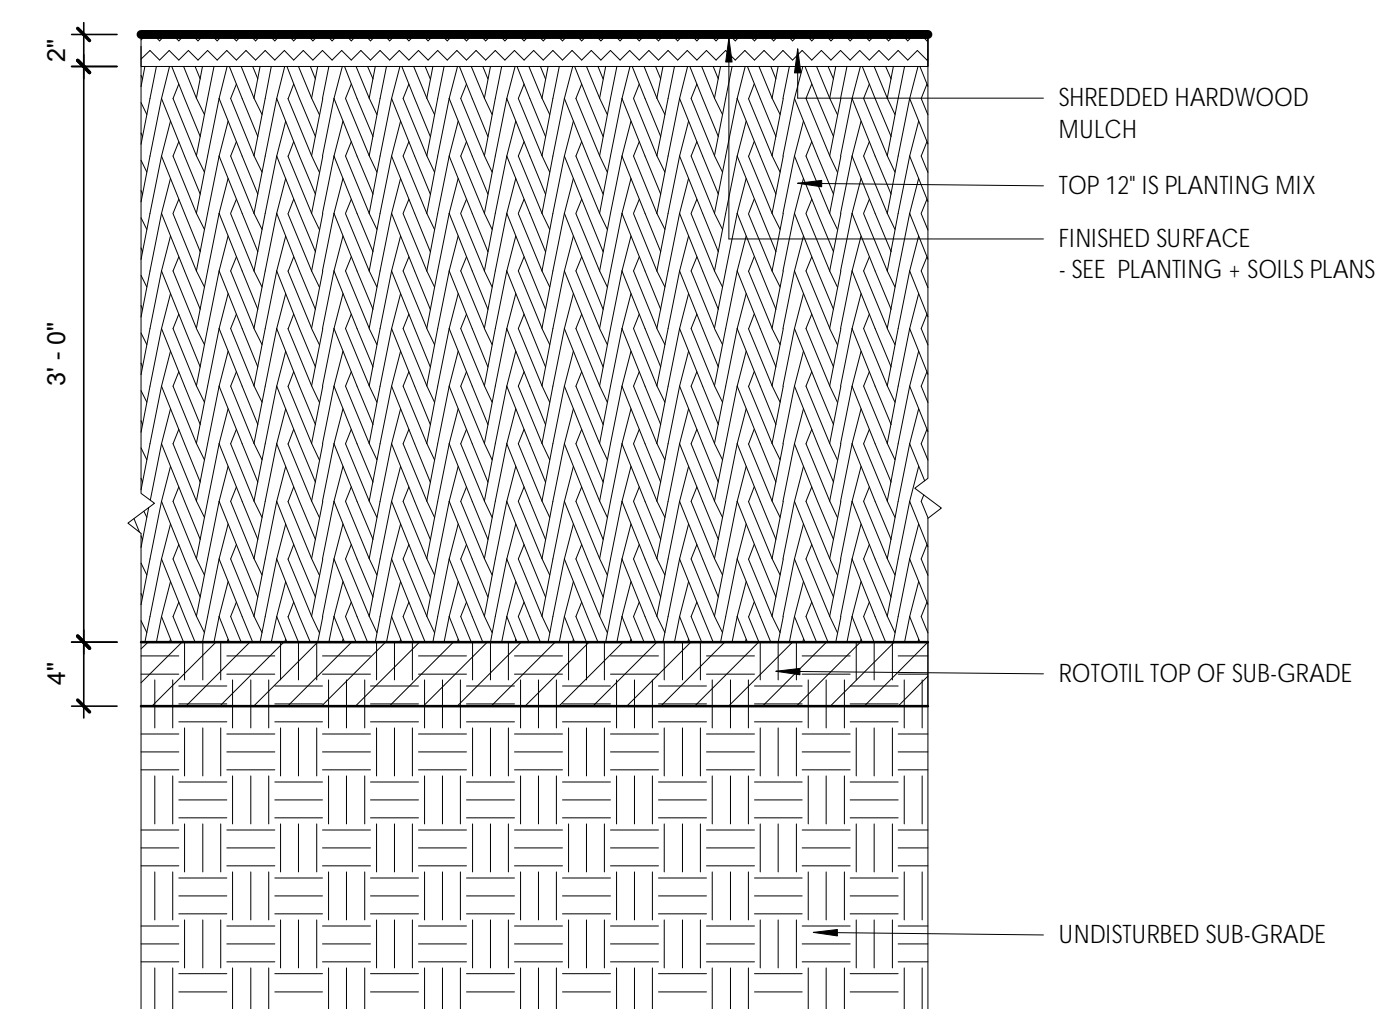 2"
SHREDDED HARDWOOD
MULCH
TOP 12" IS PLANTING MIX
FINISHED SURFACE
- SEE PLANTING + SOILS PLANS
3' - 0"
4"
ROTOTIL TOP OF SUB-GRADE
UNDISTURBED SUB-GRADE